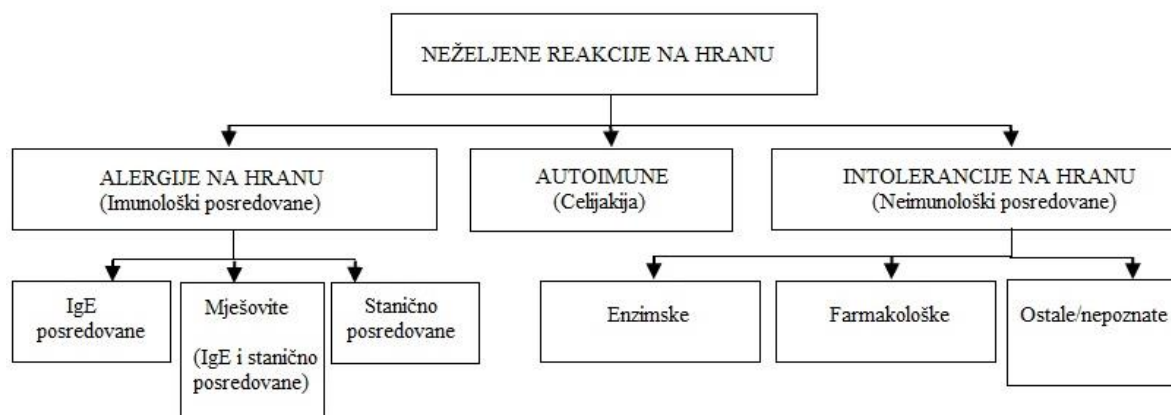 NEŽELJENE REAKCIJE NA HRANU
ALERGIJE NA HRANU
(Imunološki posredovane)
AUTOIMUNE
(Celijakija)
INTOLERANCIJE NA HRANU
(Neimunološki posredovane)
IgE
posredovane
Mješovite
(IgE i stanično
posredovane)
Stanično
posredovane
Enzimske
Farmakološke
Ostale/nepoznate